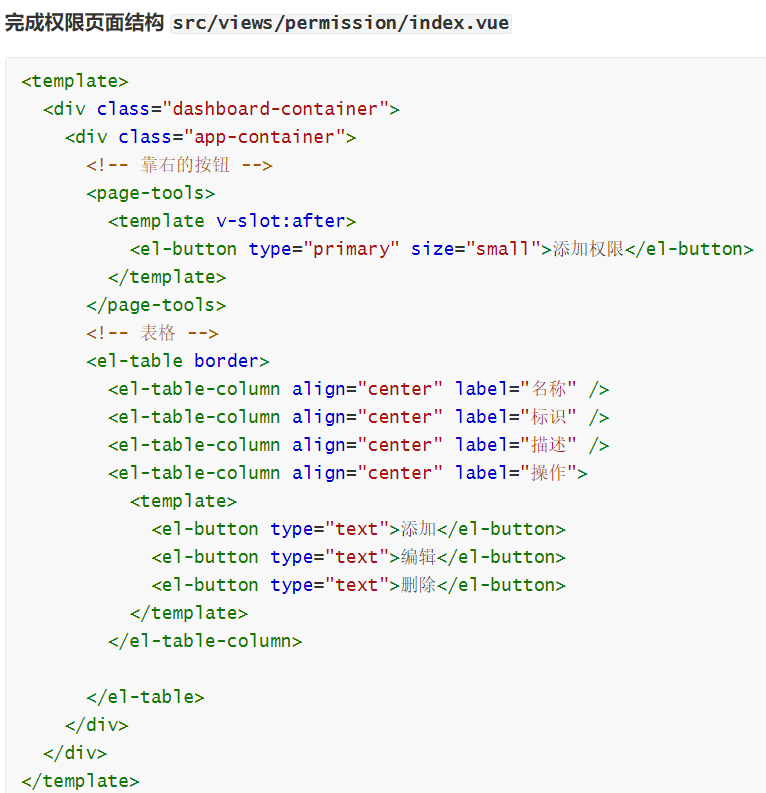 完成权限页面结构 src/views/permission/index.vue
<template>
  <div class="dashboard-container">
    <div class="app-container">
      <!-- 靠右的按钮 -->
      <page-tools>
        <template v-slot:after>
          <el-button type="primary" size="small">添加权限</el-button>
        </template>
      </page-tools>
      <!-- 表格 -->
      <el-table border>
        <el-table-column align="center" label="名称" />
        <el-table-column align="center" label="标识" />
        <el-table-column align="center" label="描述" />
        <el-table-column align="center" label="操作">
          <template>
            <el-button type="text">添加</el-button>
            <el-button type="text">编辑</el-button>
            <el-button type="text">删除</el-button>
          </template>
        </el-table-column>

      </el-table>
    </div>
  </div>
</template>